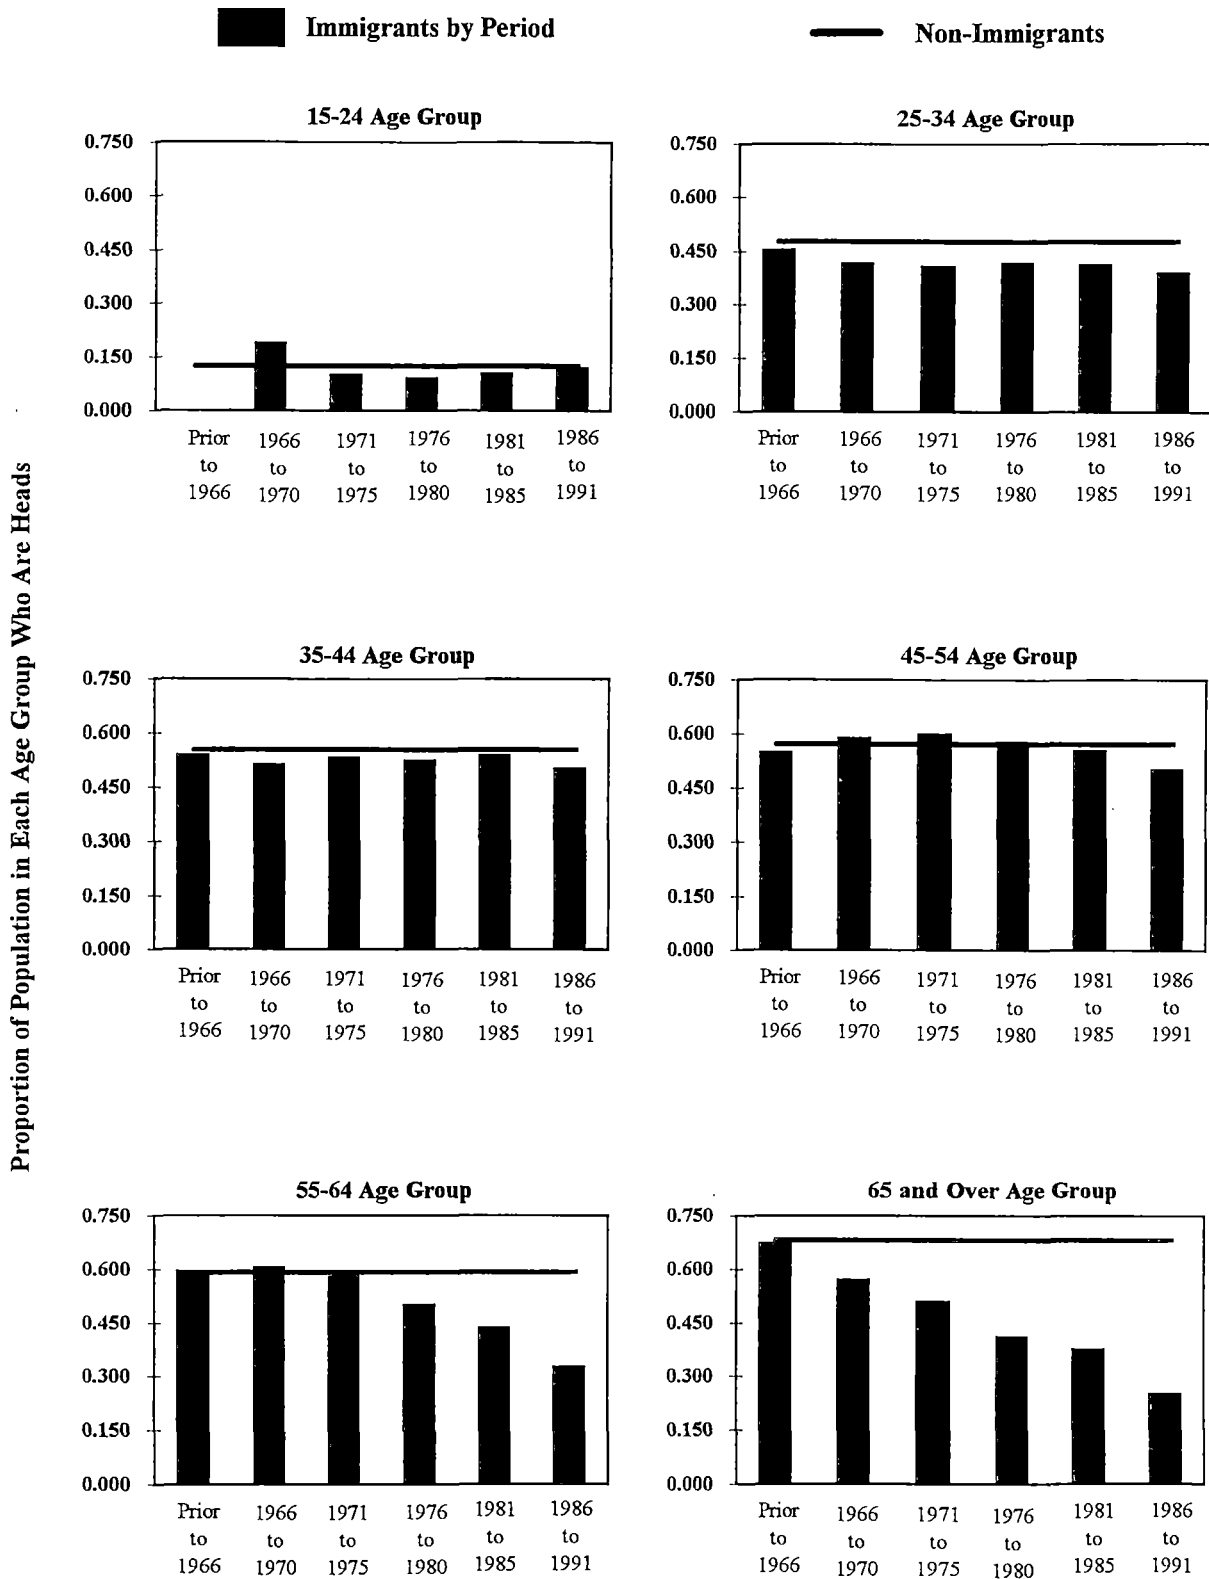 Immigrants by Period
Non-Immigrants
Proportion of Population in Each Age Group Who Are Heads
15-24 Age Group
0.750
0.600
0.450
0.300
0.150
0.000
Prior 1966 1971 1976 1981 1986
to to to to to to
1966 1970 1975 1980 1985 1991
25-34 Age Group
0.750
0.600
0.450
0.300
0.150
0.000
Prior 1966 1971 1976 1981 1986
to to to to to to
1966 1970 1975 1980 1985 1991
35-44 Age Group
0.750
0.600
0.450
0.300
0.150
0.000
Prior 1966 1971 1976 1981 1986
to to to to to to
1966 1970 1975 1980 1985 1991
45-54 Age Group
0.750
0.600
0.450
0.300
0.150
0.000
Prior 1966 1971 1976 1981 1986
to to to to to to
1966 1970 1975 1980 1985 1991
55-64 Age Group
0.750
0.600
0.450
0.300
0.150
0.000
Prior 1966 1971 1976 1981 1986
to to to to to to
1966 1970 1975 1980 1985 1991
65 and Over Age Group
0.750
0.600
0.450
0.300
0.150
0.000
Prior 1966 1971 1976 1981 1986
to to to to to to
1966 1970 1975 1980 1985 1991